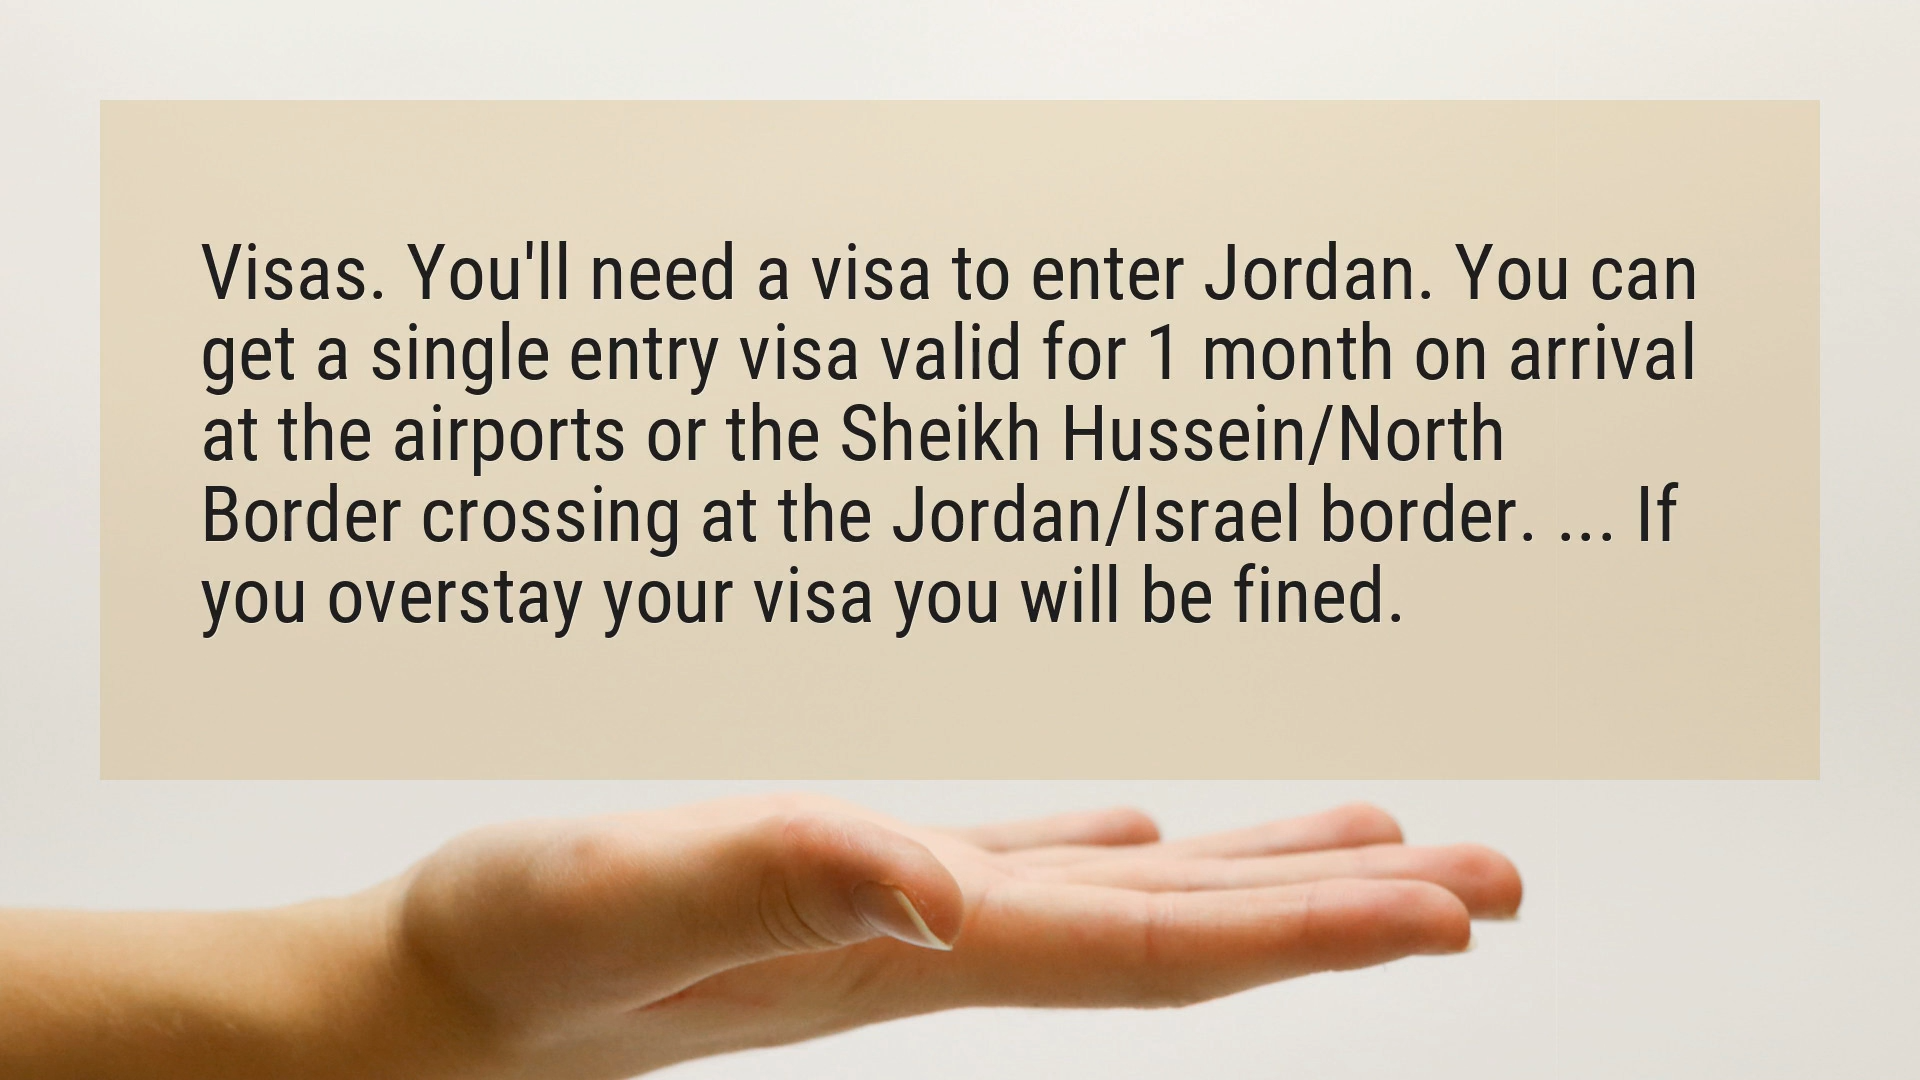 Visas. You'll need a visa to enter Jordan. You can
get a single entry visa valid for 1 month on arrival
at the airports or the Sheikh Hussein/North
Border crossing at the Jordan/Israel border. ... If
you overstay your visa you will be fined.